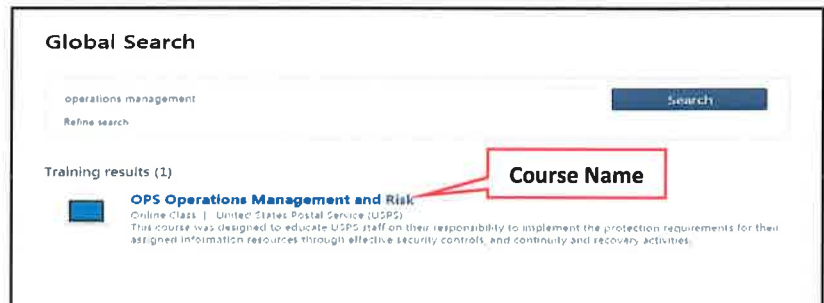 Global Search
operations management
Search
Refine search
Training results (1)
Course Name
OPS Operations Management and Risk
Online Class | United States Postal Service (USPS)
This course was designed to educate USPS staff on their responsibility to implement the protection requirements for their
assigned information resources through effective security controls, and continuity and recovery activities.